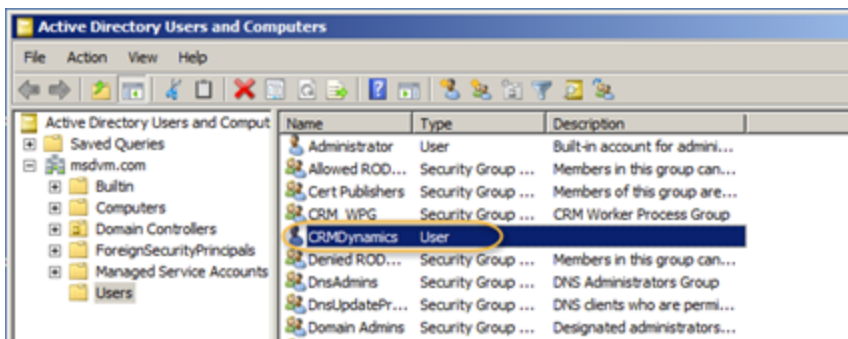 Active Directory Users and Computers
File Action View Help
Active Directory Users and Comput
Saved Queries
msdvm.com
Builtin
Computers
Domain Controllers
ForeignSecurityPrincipals
Managed Service Accounts
Users
Name Type Description
Administrator User Built-in account for admini...
Allowed ROD... Security Group ... Members in this group can...
Cert Publishers Security Group ... Members of this group are...
CRM_WPG Security Group ... CRM Worker Process Group
CRMDynamics User
Denied ROD... Security Group ... Members in this group can...
DnsAdmins Security Group ... DNS Administrators Group
DnsUpdatePr... Security Group ... DNS clients who are permi...
Domain Admins Security Group ... Designated administrators...